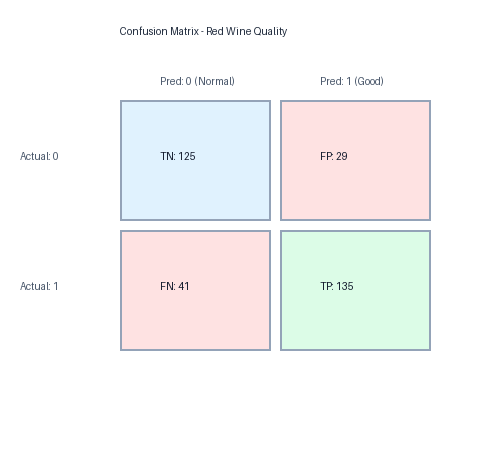 Confusion Matrix - Red Wine Quality
Pred: 0 (Normal) Pred: 1 (Good)
Actual: 0 TN: 125 FP: 29
Actual: 1 FN: 41 TP: 135